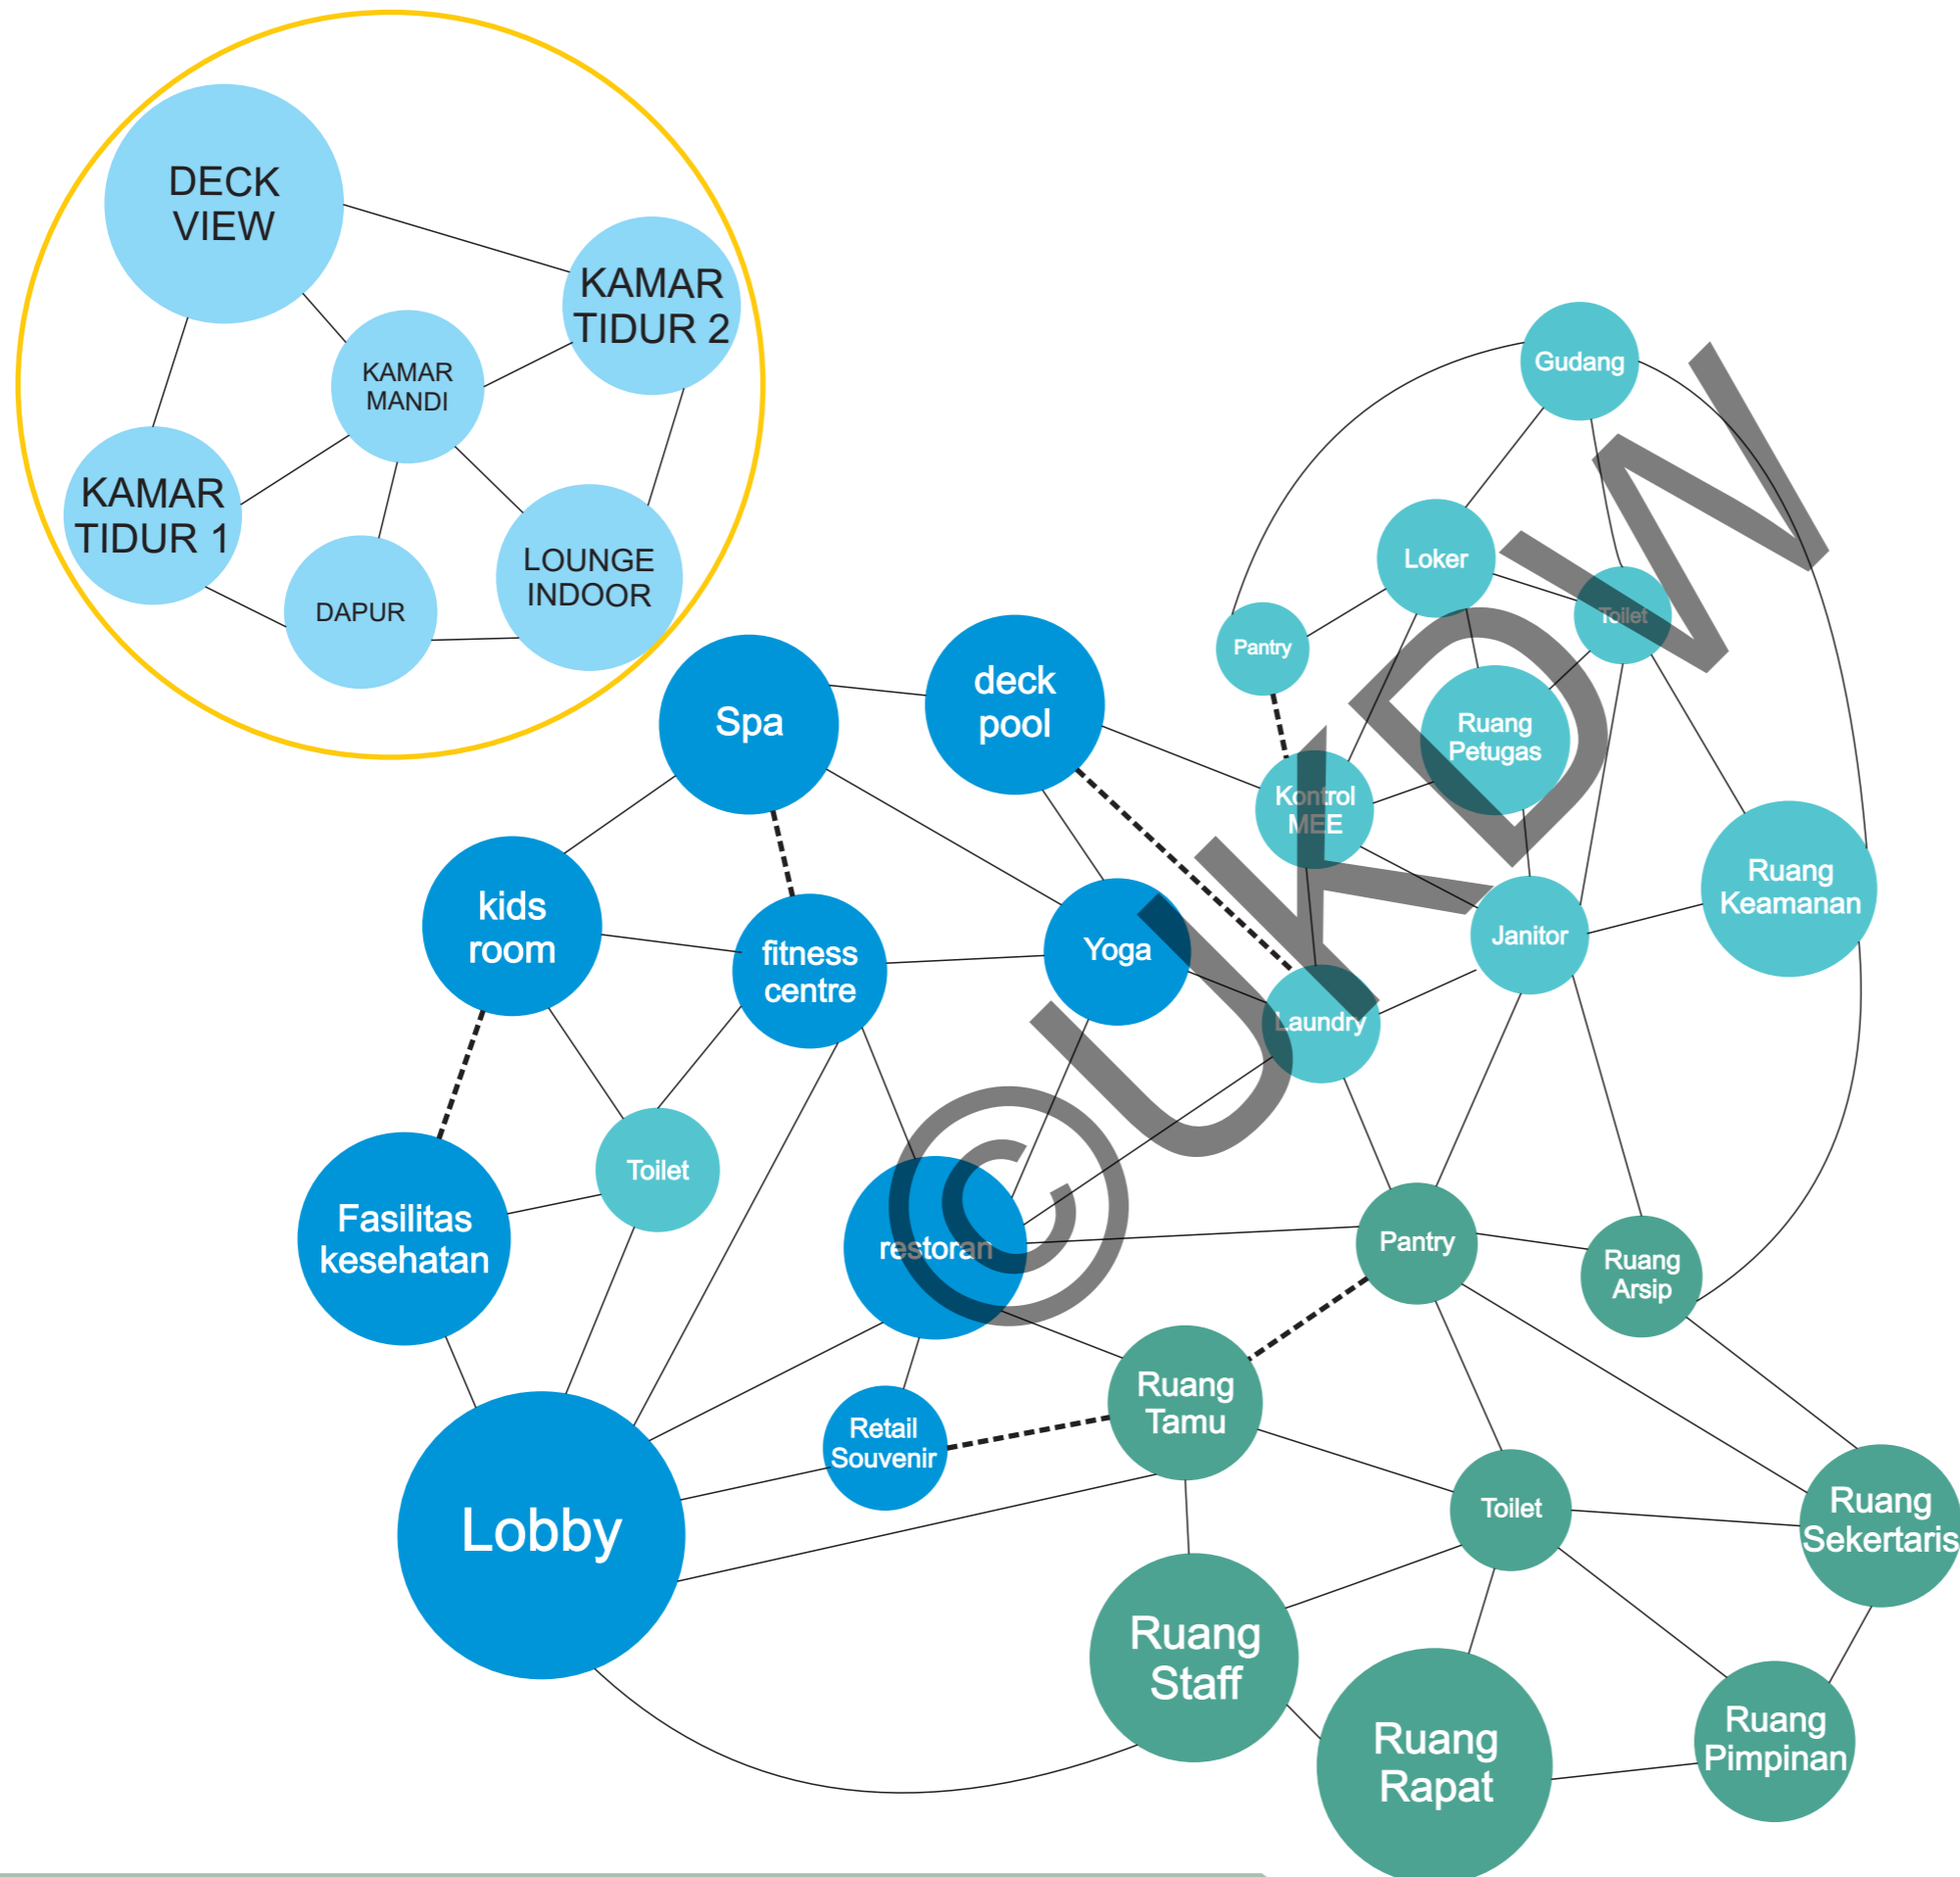 DECK
VIEW
KAMAR
TIDUR 2
KAMAR
MANDI
KAMAR
TIDUR 1
DAPUR
LOUNGE
INDOOR
Gudang
Loker
Toilet
Pantry
Ruang
Petugas
Kontrol
MEE
Ruang
Keamanan
Janitor
Laundry
Spa
deck
pool
kids
room
fitness
centre
Yoga
Toilet
Fasilitas
kesehatan
restoran
Pantry
Ruang
Arsip
Ruang
Tamu
Retail
Souvenir
Lobby
Toilet
Ruang
Sekertaris
Ruang
Staff
Ruang
Rapat
Ruang
Pimpinan
© UKDW